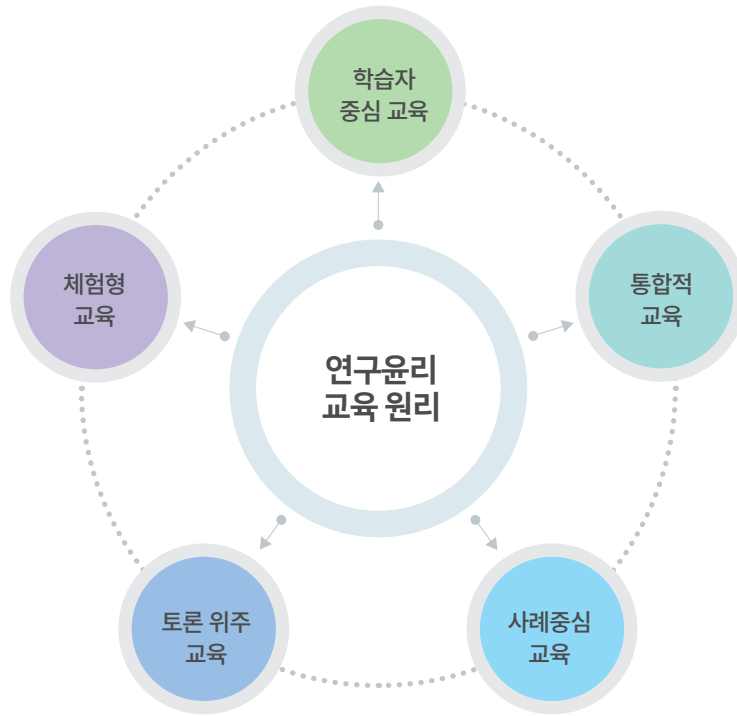 학습자
중심 교육
체험형
교육
통합적
교육
연구윤리
교육 원리
토론 위주
교육
사례중심
교육